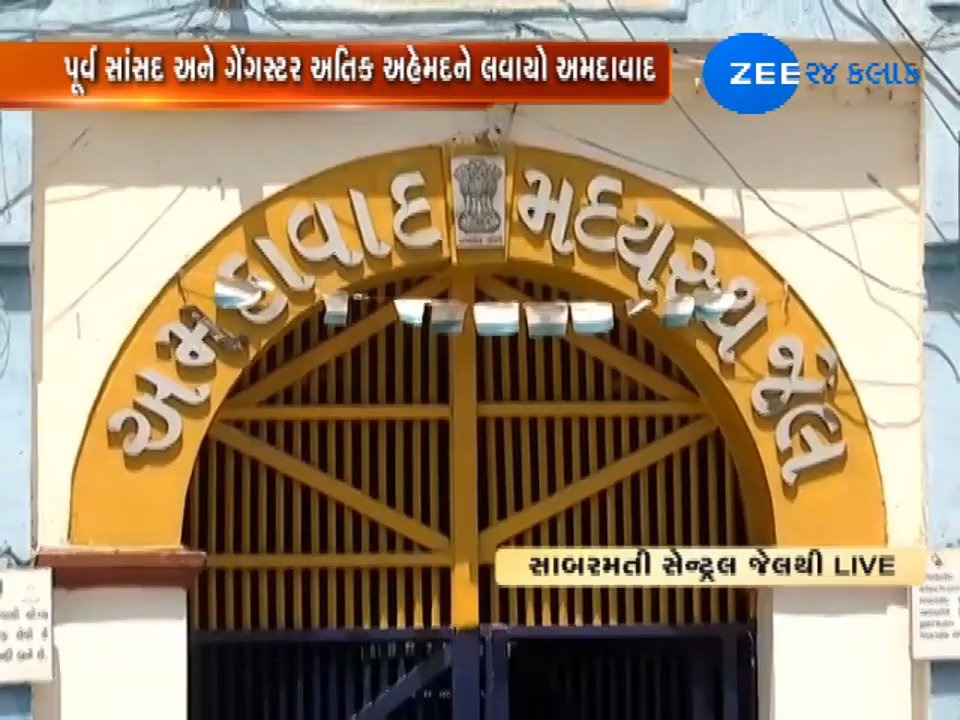 પૂર્વ સાંસદ અને ગેંગસ્ટર અતિક અહેમદને લવાયો અમદાવાદ
ZEE ૨૪ કલાક
અમદાવાદ મધ્યસ્થ જેલ
સાબરમતી સેન્ટ્રલ જેલથી LIVE